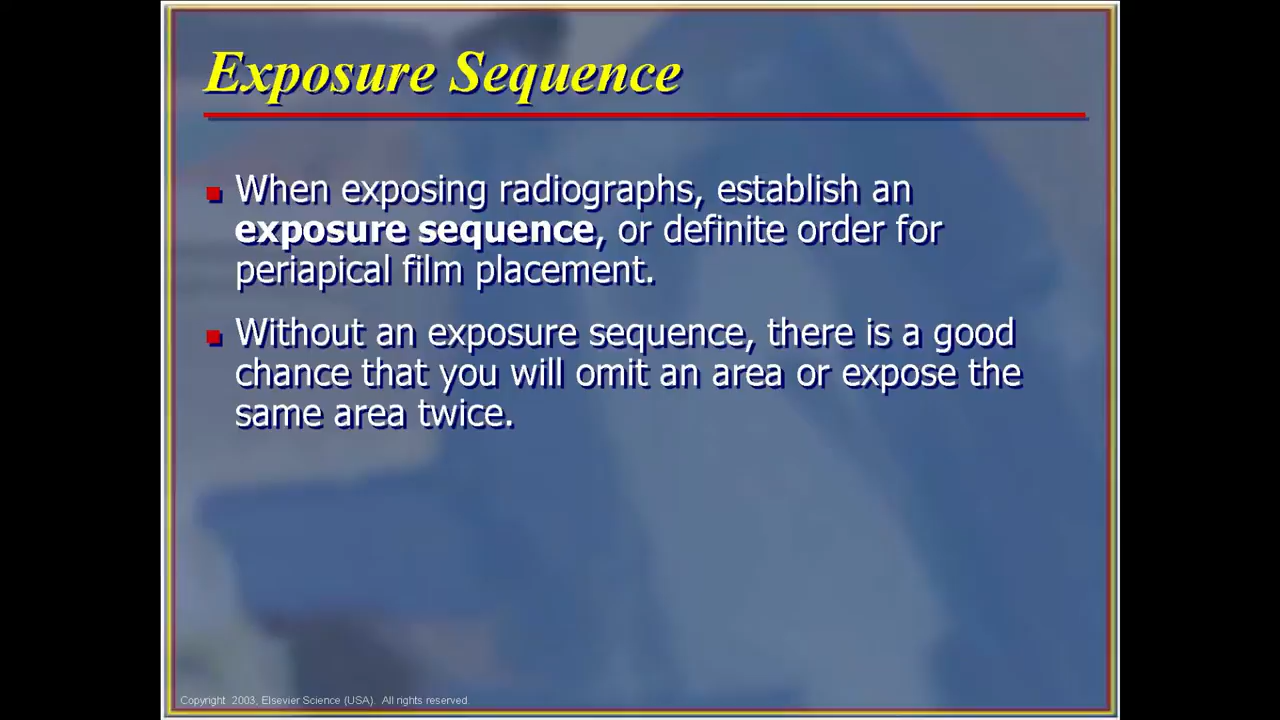 Exposure Sequence
When exposing radiographs, establish an
exposure sequence, or definite order for
periapical film placement.
Without an exposure sequence, there is a good
chance that you will omit an area or expose the
same area twice.
Copyright 2003, Elsevier Science (USA). All rights reserved.